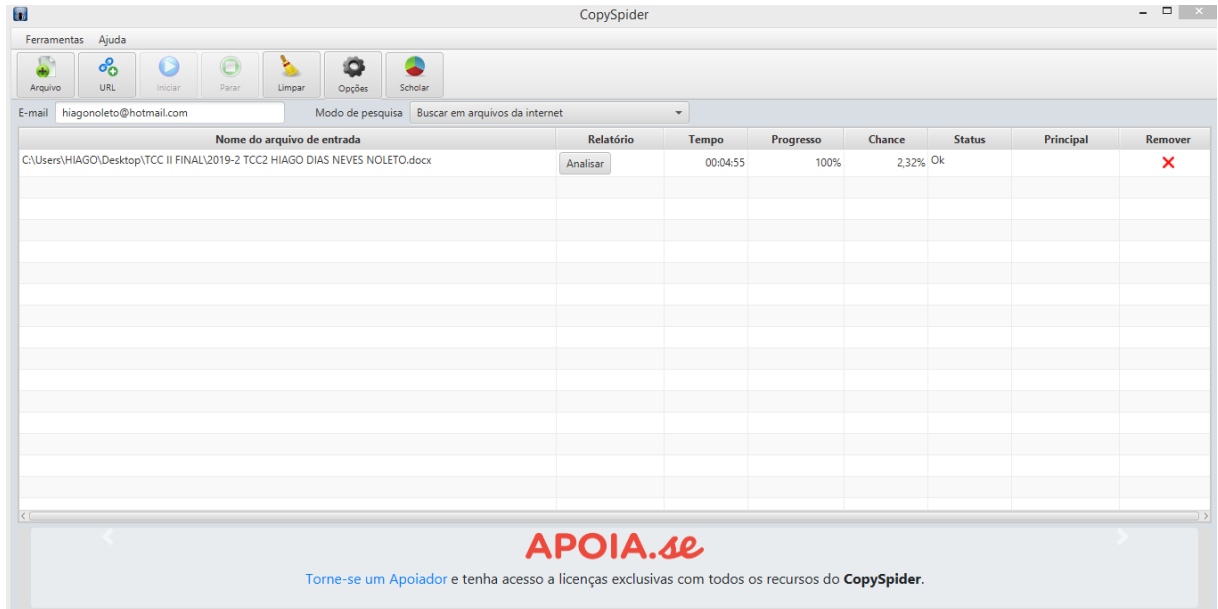 CopySpider
Ferramentas Ajuda
Arquivo URL Iniciar Parar Limpar Opções Scholar
E-mail hiagonoleto@hotmail.com Modo de pesquisa Buscar em arquivos da internet
Nome do arquivo de entrada Relatório Tempo Progresso Chance Status Principal Remover
C:\Users\HIAGO\Desktop\TCC II FINAL\2019-2 TCC2 HIAGO DIAS NEVES NOLETO.docx Analisar 00:04:55 100% 2,32% Ok
APOIA.se
Torne-se um Apoiador e tenha acesso a licenças exclusivas com todos os recursos do CopySpider.